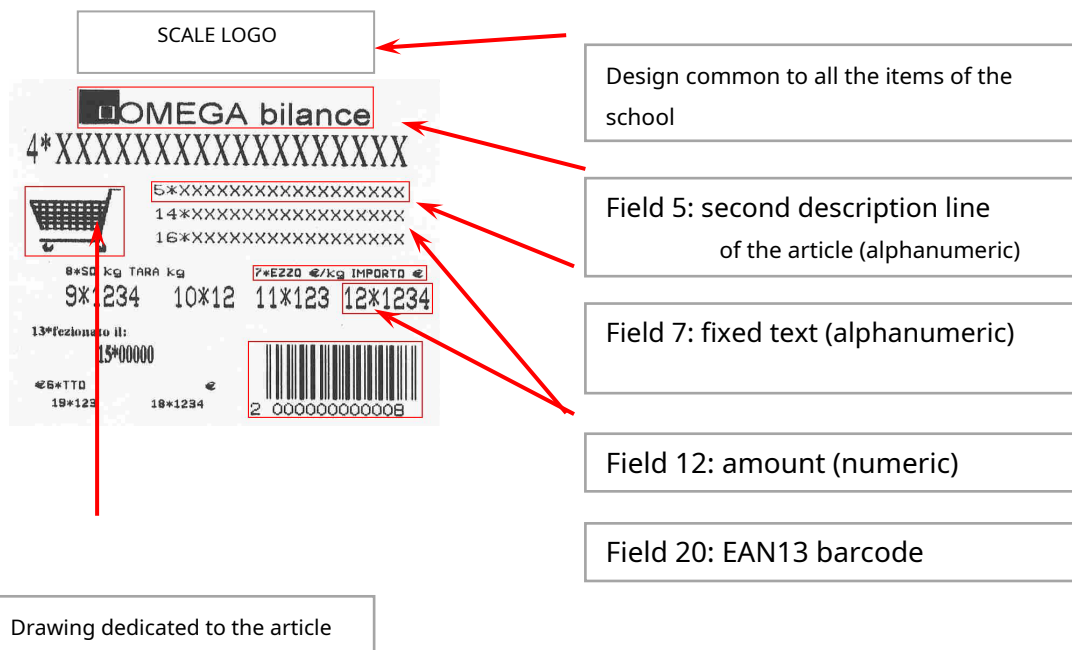 SCALE LOGO
Design common to all the items of the
school
OMEGA bilance
4*XXXXXXXXXXXXXXXXXX
5*XXXXXXXXXXXXXXXXXX
14*XXXXXXXXXXXXXXXXX
16*XXXXXXXXXXXXXXXXX
Field 5: second description line
of the article (alphanumeric)
8*SO kg TARA kg
7*EZZO €/kg IMPORTO €
9*1234 10*12 11*123 12*1234
13*fezionato il:
15*00000
Field 7: fixed text (alphanumeric)
€6*TTO €
19*123 18*1234
2 000000000008
Field 12: amount (numeric)
Field 20: EAN13 barcode
Drawing dedicated to the article